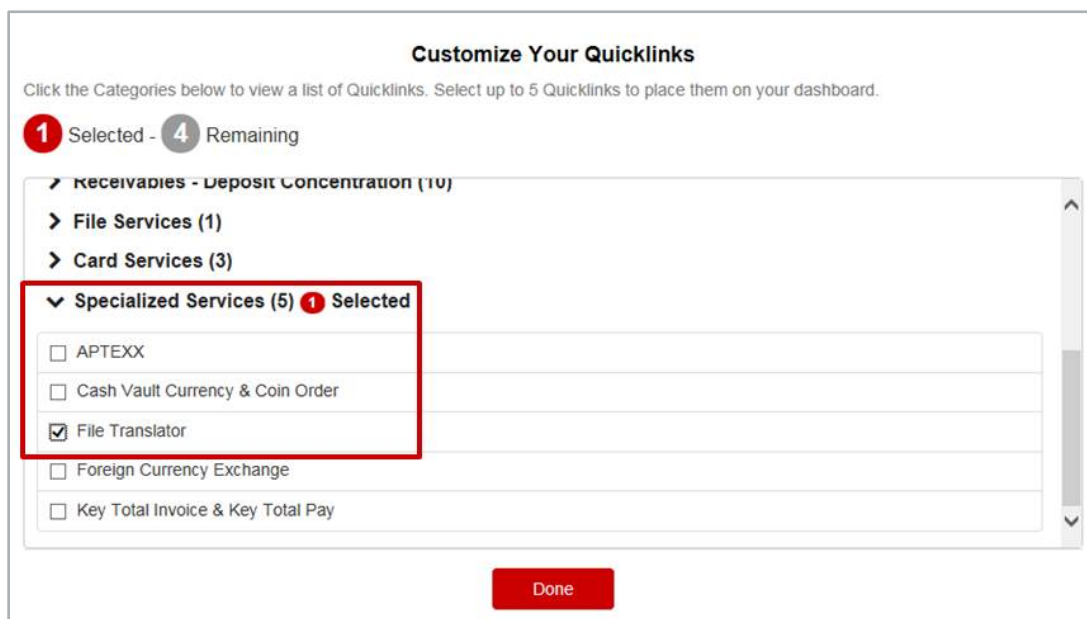 Customize Your Quicklinks
Click the Categories below to view a list of Quicklinks. Select up to 5 Quicklinks to place them on your dashboard.
1 Selected - 4 Remaining
Receivables - Deposit Concentration (10)
File Services (1)
Card Services (3)
Specialized Services (5) 1 Selected
APTEXX
Cash Vault Currency & Coin Order
File Translator
Foreign Currency Exchange
Key Total Invoice & Key Total Pay
Done